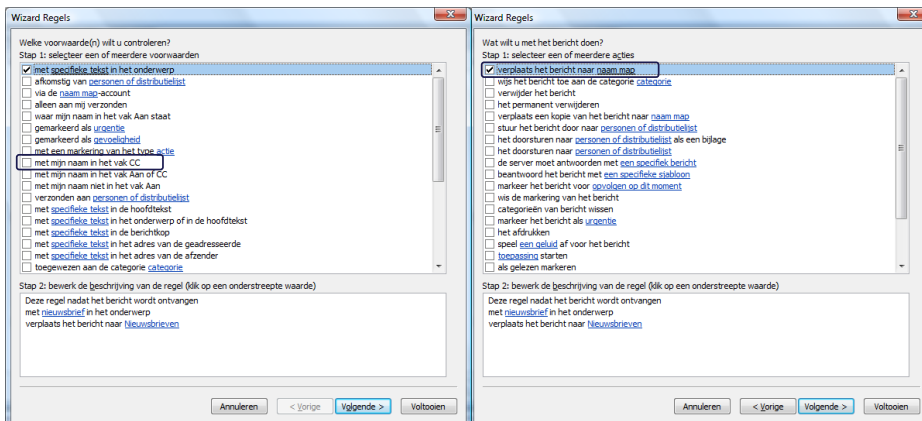 Wizard Regels
Welke voorwaarde(n) wilt u controleren?
Stap 1: selecteer een of meerdere voorwaarden
met specifieke tekst in het onderwerp
afkomstig van personen of distributielijst
via de naam map-account
alleen aan mij verzonden
waar mijn naam in het vak Aan staat
gemarkeerd als urgentie
gemarkeerd als gevoeligheid
met een markering van het type actie
met mijn naam in het vak CC
met mijn naam in het vak Aan of CC
met mijn naam niet in het vak Aan
verzonden aan personen of distributielijst
met specifieke tekst in de hoofdtekst
met specifieke tekst in het onderwerp of in de hoofdtekst
met specifieke tekst in de berichtkop
met specifieke tekst in het adres van de geadresseerde
met specifieke tekst in het adres van de afzender
toegewezen aan de categorie categorie
Stap 2: bewerk de beschrijving van de regel (klik op een onderstreepte waarde)
Deze regel nadat het bericht wordt ontvangen
met nieuwsbrief in het onderwerp
verplaats het bericht naar Nieuwsbrieven
Annuleren
< Vorige
Volgende >
Voltooien
Wizard Regels
Wat wilt u met het bericht doen?
Stap 1: selecteer een of meerdere acties
verplaats het bericht naar naam map
wijs het bericht toe aan de categorie categorie
verwijder het bericht
het permanent verwijderen
verplaats een kopie van het bericht naar naam map
stuur het bericht door naar personen of distributielijst
het doorsturen naar personen of distributielijst als een bijlage
het doorsturen naar personen of distributielijst
de server moet antwoorden met een specifiek bericht
beantwoord het bericht met een specifieke sjabloon
markeer het bericht voor opvolgen op dit moment
wis de markering van het bericht
categorieën van bericht wissen
markeer het bericht als urgentie
het afdrukken
speel een geluid af voor het bericht
toepassing starten
als gelezen markeren
Stap 2: bewerk de beschrijving van de regel (klik op een onderstreepte waarde)
Deze regel nadat het bericht wordt ontvangen
met nieuwsbrief in het onderwerp
verplaats het bericht naar Nieuwsbrieven
Annuleren
< Vorige
Volgende >
Voltooien